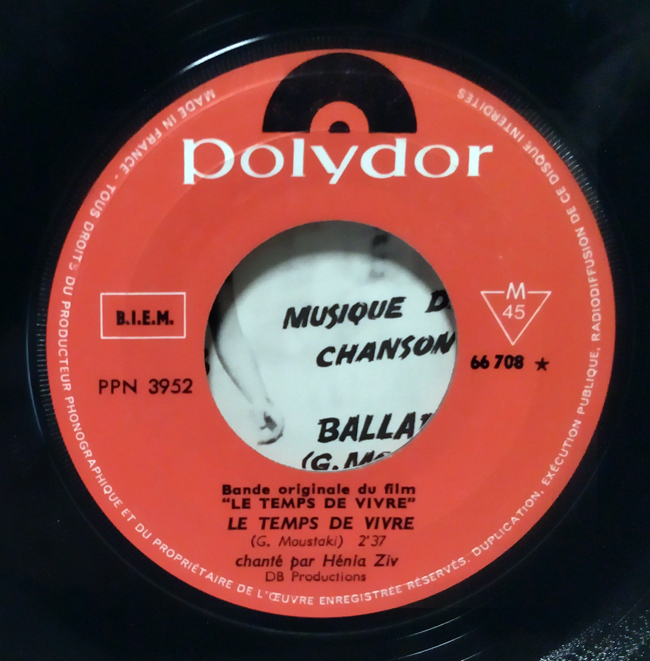 MADE IN FRANCE - TOUS DROITS DU PRODUCTEUR PHONOGRAPHIQUE ET DU PROPRIÉTAIRE DE L'ŒUVRE ENREGISTRÉE RÉSERVÉS. DUPLICATION, EXÉCUTION PUBLIQUE, RADIODIFFUSION DE CE DISQUE INTERDITES
polydor
B.I.E.M.
PPN 3952
M
45
66 708 ★
MUSIQUE D
CHANSON
BALLA
(G. MO
Bande originale du film
"LE TEMPS DE VIVRE"
LE TEMPS DE VIVRE
(G. Moustaki) 2'37
chanté par Hénia Ziv
DB Productions